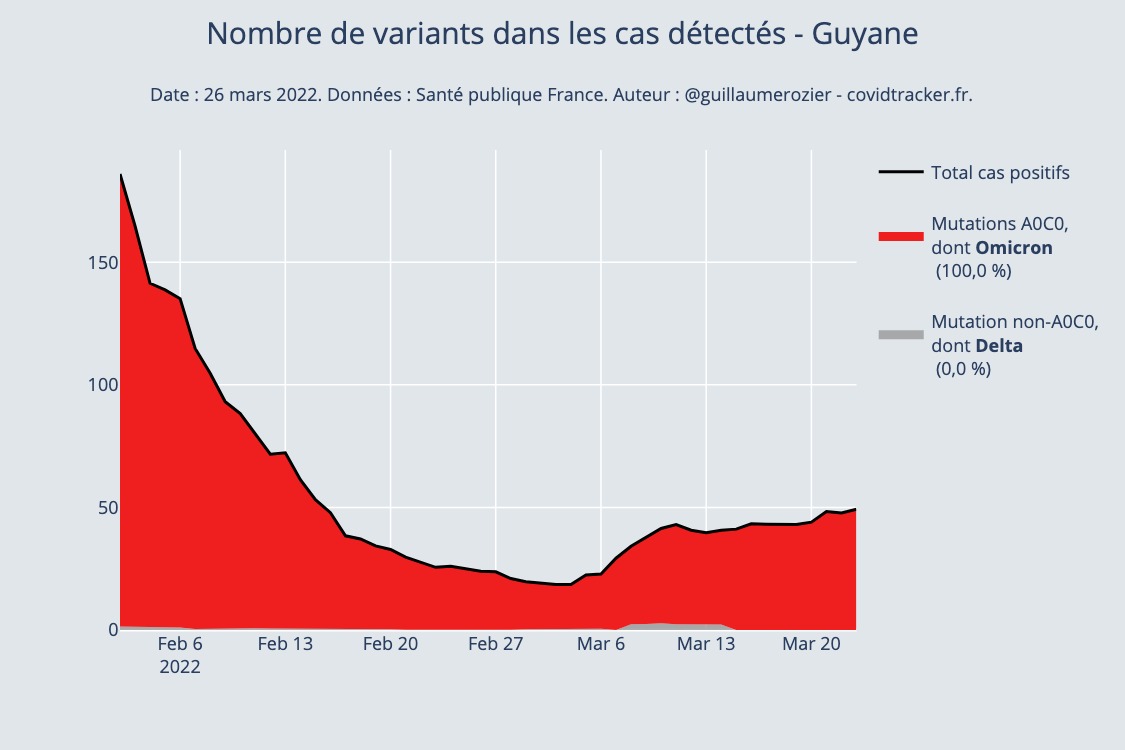 Nombre de variants dans les cas détectés - Guyane
Date : 26 mars 2022. Données : Santé publique France. Auteur : @guillaumerozier - covidtracker.fr.
Total cas positifs
Mutations A0C0,
dont Omicron
(100,0 %)
Mutation non-A0C0,
dont Delta
(0,0 %)
150
100
50
0
Feb 6
2022
Feb 13
Feb 20
Feb 27
Mar 6
Mar 13
Mar 20